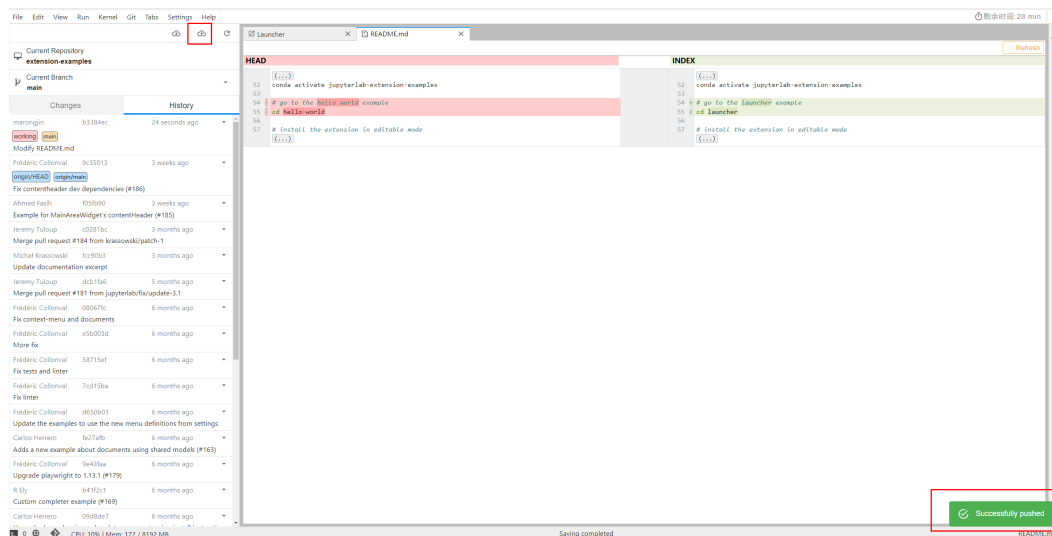 File Edit View Run Kernel Git Tabs Settings Help
剩余时间: 28 min
Current Repository
extension-examples
Current Branch
main
Changes History
marongjin b3384ec 24 seconds ago
working main
Modify README.md
Frédéric Collonval 9c35013 3 weeks ago
origin/HEAD origin/main
Fix contentheader dev dependencies (#186)
Ahmed Fasih f05fb90 3 weeks ago
Example for MainAreaWidget's contentHeader (#185)
Jeremy Tuloup c0281bc 3 months ago
Merge pull request #184 from krassowski/patch-1
Michał Krassowski fcc90b3 3 months ago
Update documentation excerpt
Jeremy Tuloup dcb1fa6 5 months ago
Merge pull request #181 from jupyterlab/fix/update-3.1
Frédéric Collonval 08067fc 6 months ago
Fix context-menu and documents
Frédéric Collonval e5b003d 6 months ago
More fix
Frédéric Collonval 58715ef 6 months ago
Fix tests and linter
Frédéric Collonval 7cd15ba 6 months ago
Fix linter
Frédéric Collonval d650b01 6 months ago
Update the examples to use the new menu definitions from settings
Carlos Herrero fe27afb 6 months ago
Adds a new example about documents using shared models (#163)
Frédéric Collonval 9e43faa 6 months ago
Upgrade playwright to 1.13.1 (#179)
R Ely b41f2c1 6 months ago
Custom completer example (#169)
Carlos Herrero 09d8de7 6 months ago
Launcher × README.md ×
Refresh
HEAD
(...)
52 conda activate jupyterlab-extension-examples
53
54 # go to the hello world example
55 cd hello-world
56
57 # install the extension in editable mode
(...)
INDEX
(...)
52 conda activate jupyterlab-extension-examples
53
54 + # go to the launcher example
55 + cd launcher
56
57 # install the extension in editable mode
(...)
Successfully pushed
0 CPU: 10% | Mem: 172 / 8192 MB
Saving completed
README.m